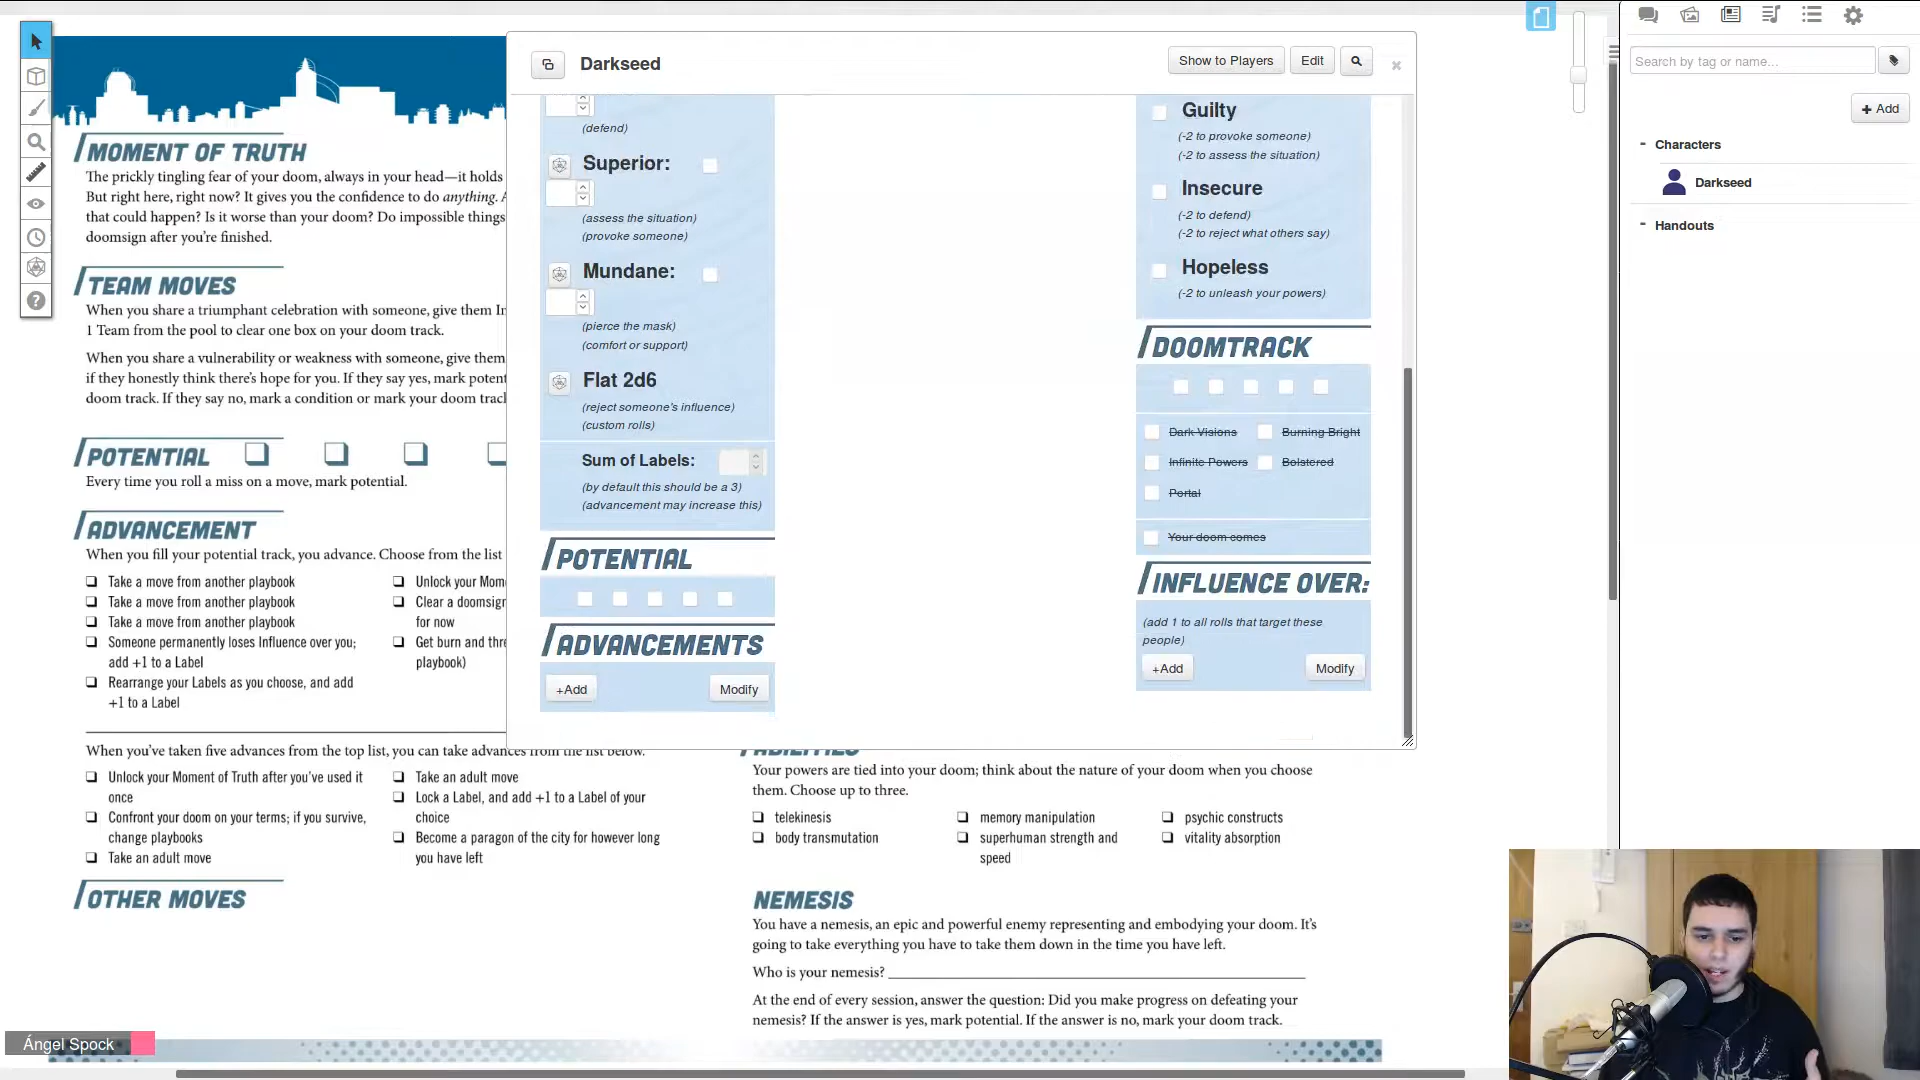 Darkseed
Show to Players
Edit
Search by tag or name...
Add
- Characters
Darkseed
- Handouts
MOMENT OF TRUTH
The prickly tingling fear of your doom, always in your head—it holds
But right here, right now? It gives you the confidence to do anything.
that could happen? Is it worse than your doom? Do impossible things
doomsign after you're finished.
TEAM MOVES
When you share a triumphant celebration with someone, give them
1 Team from the pool to clear one box on your doom track.
When you share a vulnerability or weakness with someone, give them
if they honestly think there's hope for you. If they say yes, mark
doom track. If they say no, mark a condition or mark your doom
POTENTIAL
Every time you roll a miss on a move, mark potential.
ADVANCEMENT
When you fill your potential track, you advance. Choose from the list
Take a move from another playbook
Take a move from another playbook
Take a move from another playbook
Someone permanently loses Influence over you;
add +1 to a Label
Rearrange your Labels as you choose, and add
+1 to a Label
Unlock your
Clear a doomsign
for now
Get burn and
playbook)
When you've taken five advances from the top list, you can take advances from the list below.
Unlock your Moment of Truth after you've used it
once
Confront your doom on your terms; if you survive,
change playbooks
Take an adult move
Take an adult move
Lock a Label, and add +1 to a Label of your
choice
Become a paragon of the city for however long
you have left
OTHER MOVES
(defend)
Superior:
(assess the situation)
(provoke someone)
Mundane:
(pierce the mask)
(comfort or support)
Flat 2d6
(reject someone's influence)
(custom rolls)
Sum of Labels:
(by default this should be a 3)
(advancement may increase this)
POTENTIAL
ADVANCEMENTS
+Add
Modify
Guilty
(-2 to provoke someone)
(-2 to assess the situation)
Insecure
(-2 to defend)
(-2 to reject what others say)
Hopeless
(-2 to unleash your powers)
DOOMTRACK
Dark Visions
Burning Bright
Infinite Powers
Bolstered
Portal
Your doom comes
INFLUENCE OVER:
(add 1 to all rolls that target these
people)
+Add
Modify
ABILITIES
Your powers are tied into your doom; think about the nature of your doom when you choose
them. Choose up to three.
telekinesis
body transmutation
memory manipulation
superhuman strength and
speed
psychic constructs
vitality absorption
NEMESIS
You have a nemesis, an epic and powerful enemy representing and embodying your doom. It's
going to take everything you have to take them down in the time you have left.
Who is your nemesis?
At the end of every session, answer the question: Did you make progress on defeating your
nemesis? If the answer is yes, mark potential. If the answer is no, mark your doom track.
Ángel Spock